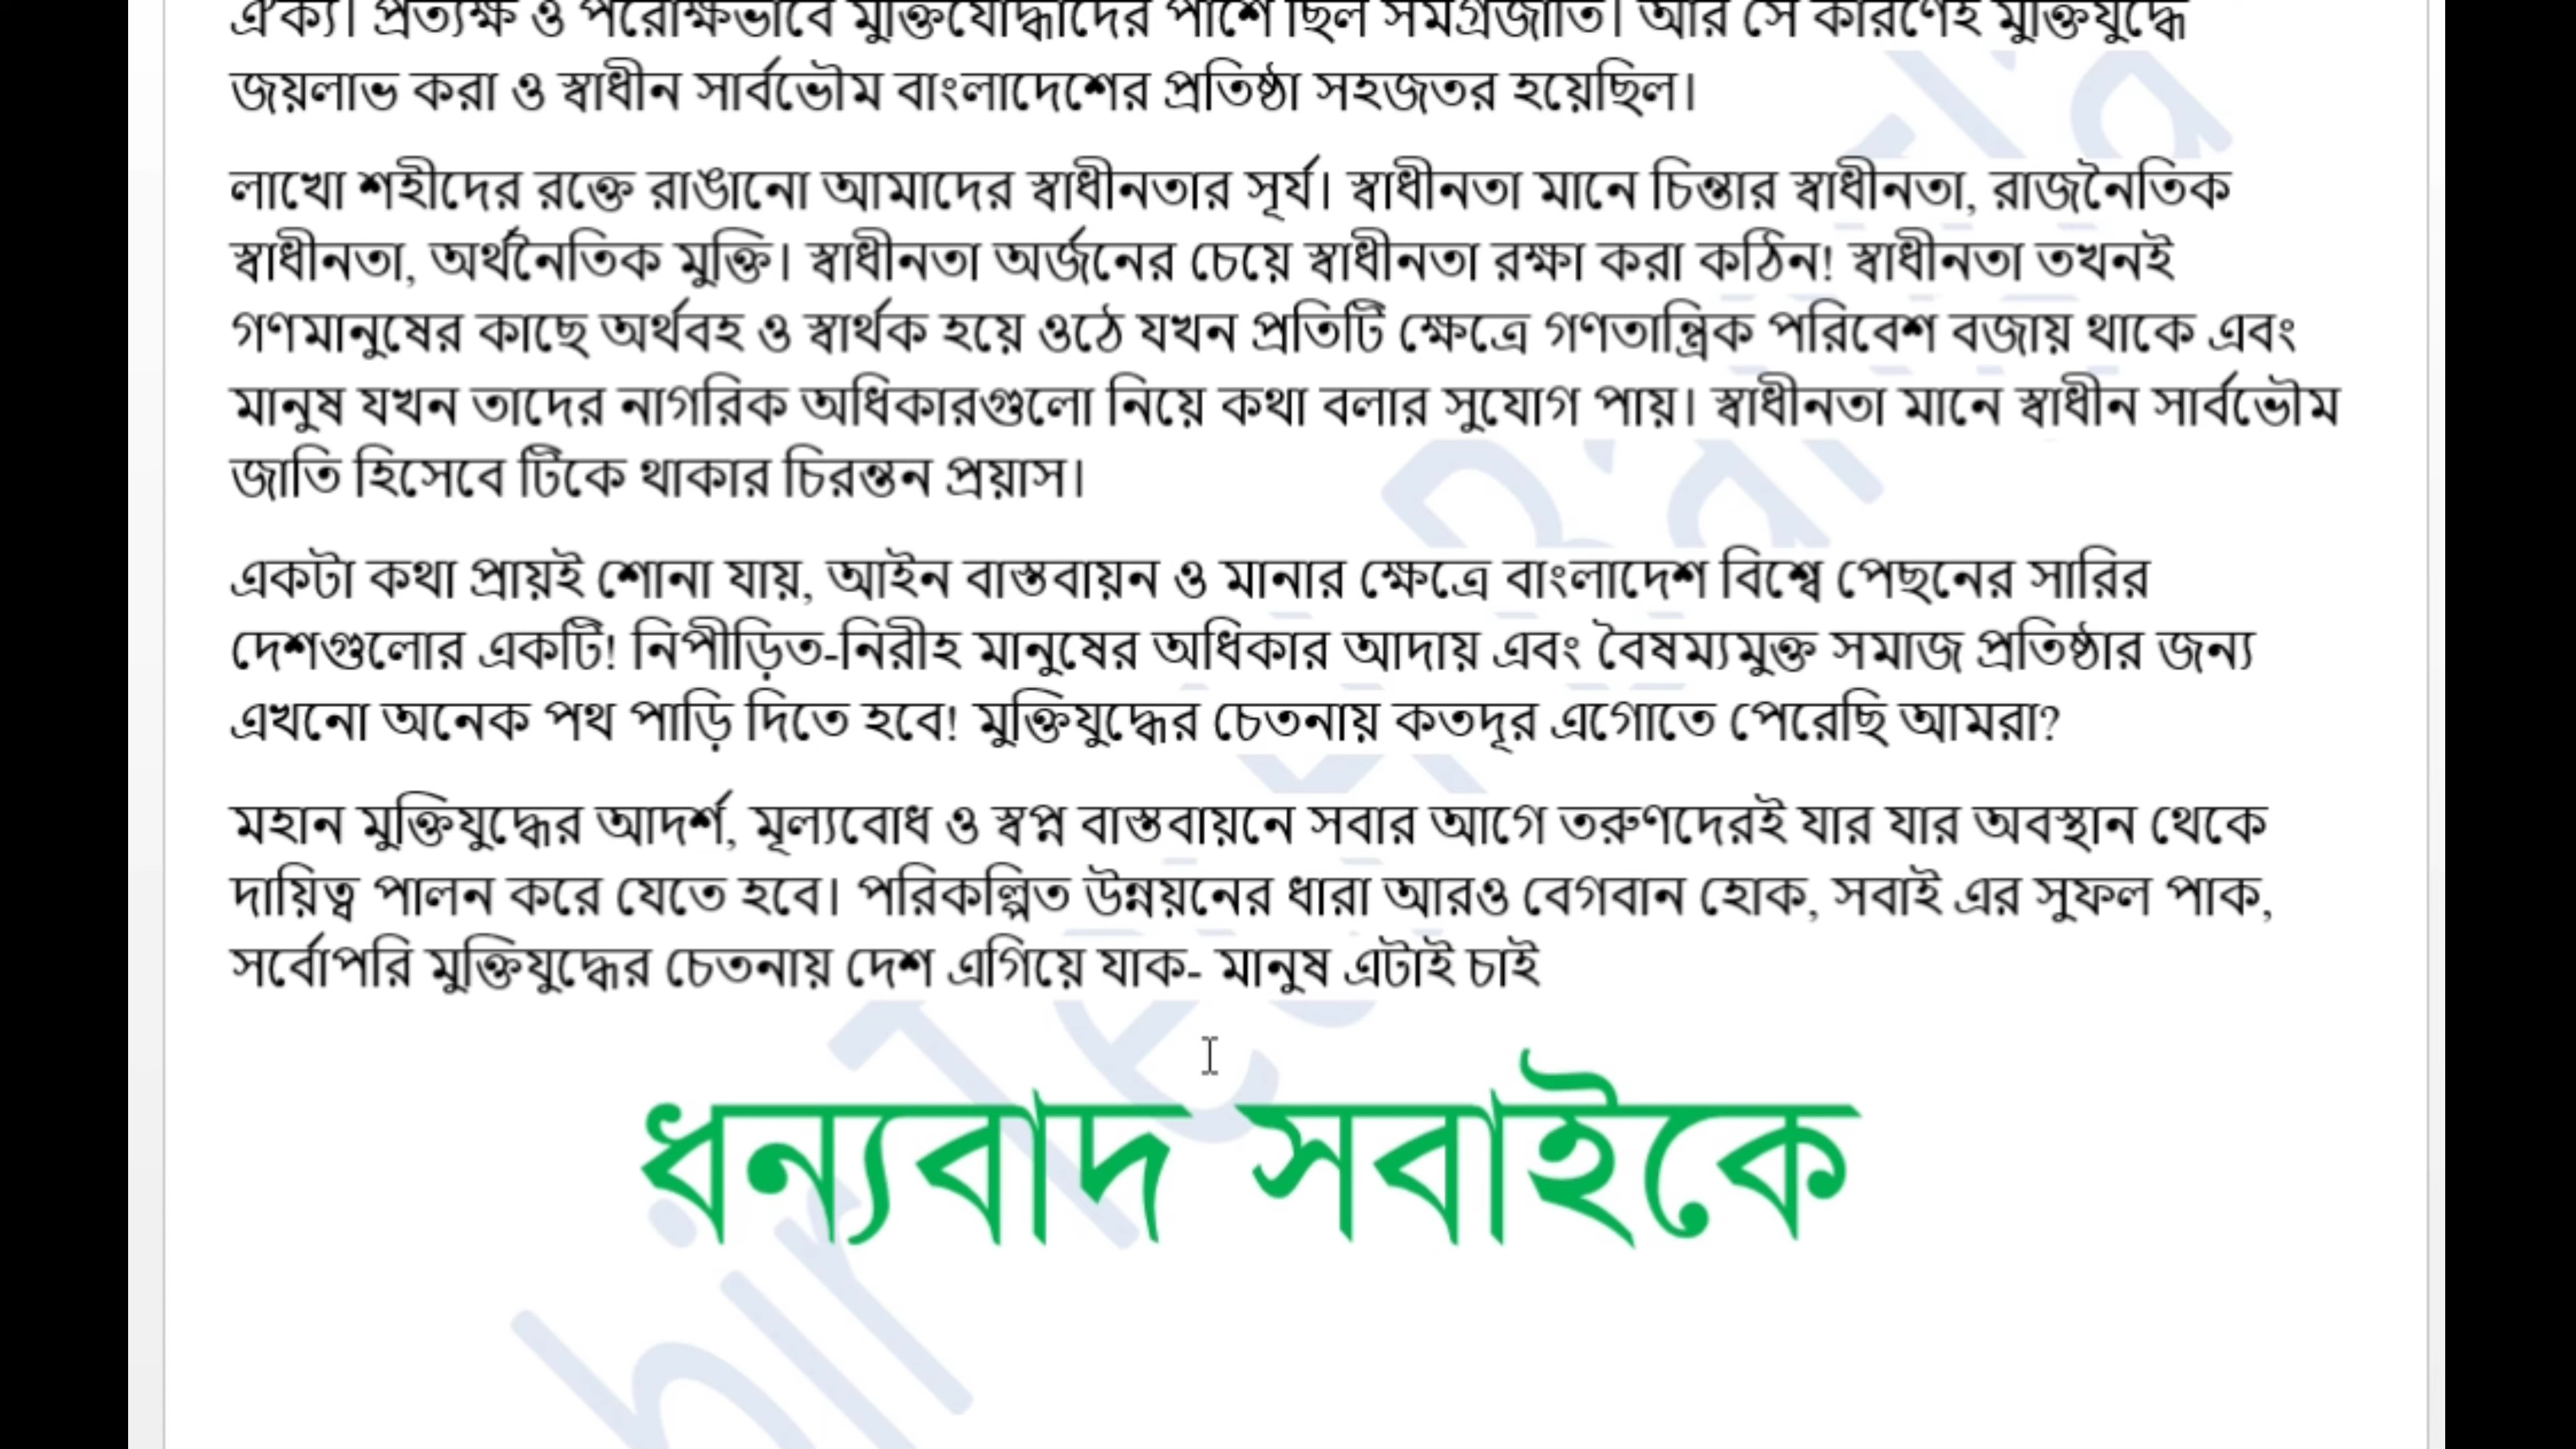 ঐক্য। প্রত্যক্ষ ও পরোক্ষভাবে মুক্তিযোদ্ধাদের পাশে ছিল সমগ্রজাতি। আর সে কারণেই মুক্তিযুদ্ধে
জয়লাভ করা ও স্বাধীন সার্বভৌম বাংলাদেশের প্রতিষ্ঠা সহজতর হয়েছিল।
লাখো শহীদের রক্তে রাঙানো আমাদের স্বাধীনতার সূর্য। স্বাধীনতা মানে চিন্তার স্বাধীনতা, রাজনৈতিক
স্বাধীনতা, অর্থনৈতিক মুক্তি। স্বাধীনতা অর্জনের চেয়ে স্বাধীনতা রক্ষা করা কঠিন! স্বাধীনতা তখনই
গণমানুষের কাছে অর্থবহ ও স্বার্থক হয়ে ওঠে যখন প্রতিটি ক্ষেত্রে গণতান্ত্রিক পরিবেশ বজায় থাকে এবং
মানুষ যখন তাদের নাগরিক অধিকারগুলো নিয়ে কথা বলার সুযোগ পায়। স্বাধীনতা মানে স্বাধীন সার্বভৌম
জাতি হিসেবে টিকে থাকার চিরন্তন প্রয়াস।
একটা কথা প্রায়ই শোনা যায়, আইন বাস্তবায়ন ও মানার ক্ষেত্রে বাংলাদেশ বিশ্বে পেছনের সারির
দেশগুলোর একটি! নিপীড়িত-নিরীহ মানুষের অধিকার আদায় এবং বৈষম্যমুক্ত সমাজ প্রতিষ্ঠার জন্য
এখনো অনেক পথ পাড়ি দিতে হবে! মুক্তিযুদ্ধের চেতনায় কতদূর এগোতে পেরেছি আমরা?
মহান মুক্তিযুদ্ধের আদর্শ, মূল্যবোধ ও স্বপ্ন বাস্তবায়নে সবার আগে তরুণদেরই যার যার অবস্থান থেকে
দায়িত্ব পালন করে যেতে হবে। পরিকল্পিত উন্নয়নের ধারা আরও বেগবান হোক, সবাই এর সুফল পাক,
সর্বোপরি মুক্তিযুদ্ধের চেতনায় দেশ এগিয়ে যাক- মানুষ এটাই চাই
ধন্যবাদ সবাইকে